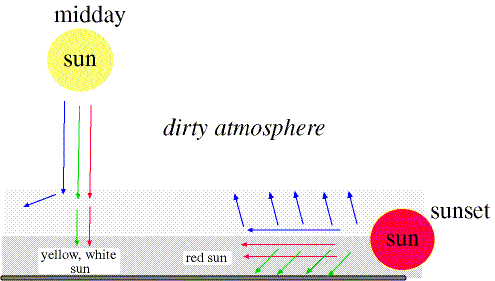 midday
sun
dirty atmosphere
sunset
sun
yellow, white
sun
red sun